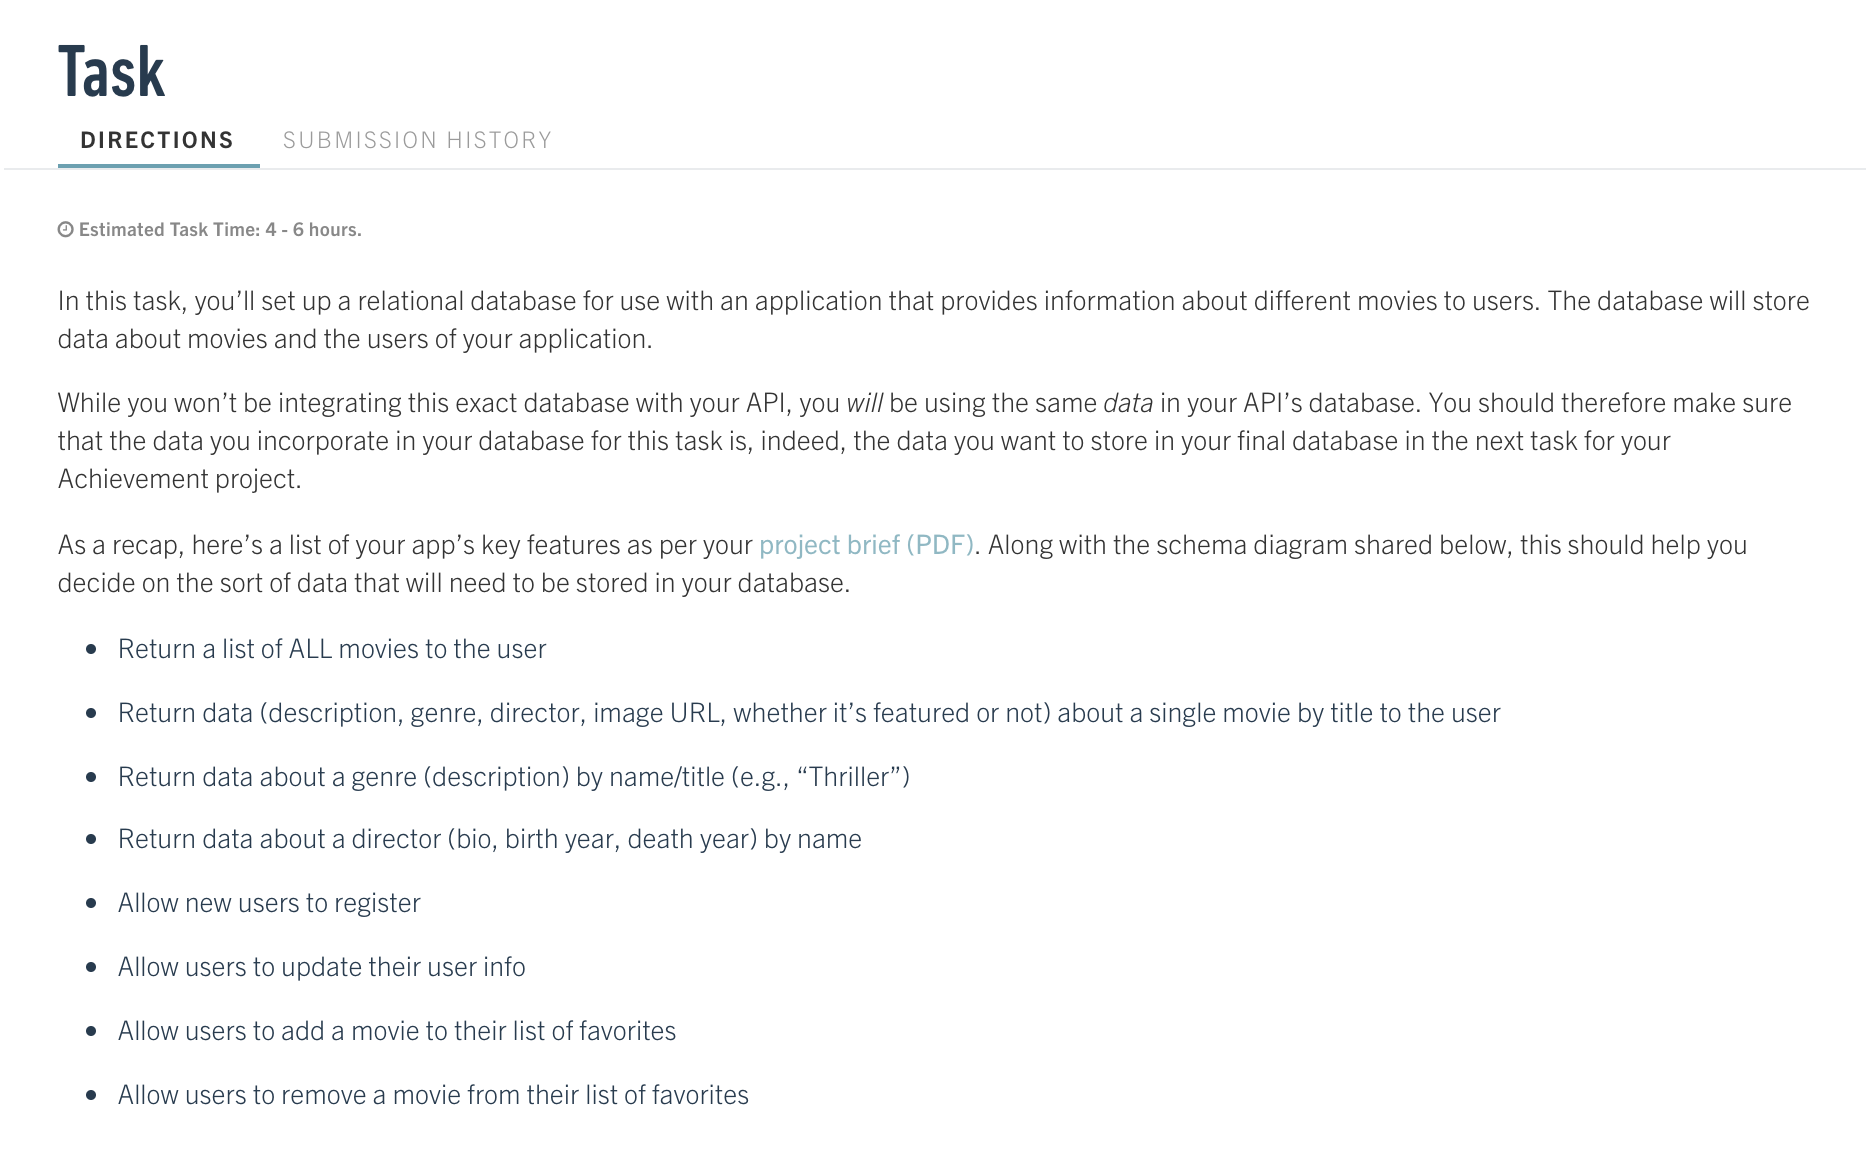 Task
DIRECTIONS SUBMISSION HISTORY
Estimated Task Time: 4 - 6 hours.
In this task, you’ll set up a relational database for use with an application that provides information about different movies to users. The database will store
data about movies and the users of your application.
While you won’t be integrating this exact database with your API, you will be using the same data in your API’s database. You should therefore make sure
that the data you incorporate in your database for this task is, indeed, the data you want to store in your final database in the next task for your
Achievement project.
As a recap, here’s a list of your app’s key features as per your project brief (PDF). Along with the schema diagram shared below, this should help you
decide on the sort of data that will need to be stored in your database.
• Return a list of ALL movies to the user
• Return data (description, genre, director, image URL, whether it’s featured or not) about a single movie by title to the user
• Return data about a genre (description) by name/title (e.g., “Thriller”)
• Return data about a director (bio, birth year, death year) by name
• Allow new users to register
• Allow users to update their user info
• Allow users to add a movie to their list of favorites
• Allow users to remove a movie from their list of favorites